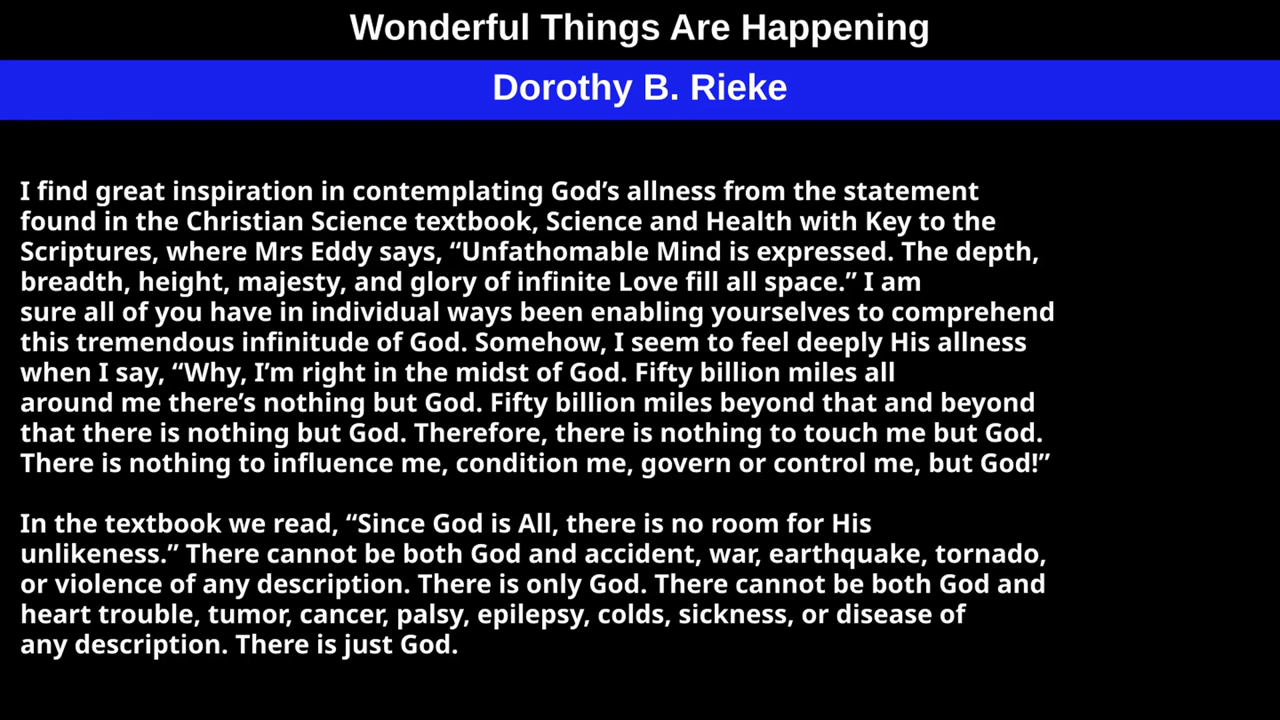 Wonderful Things Are Happening
Dorothy B. Rieke
I find great inspiration in contemplating God’s allness from the statement
found in the Christian Science textbook, Science and Health with Key to the
Scriptures, where Mrs Eddy says, “Unfathomable Mind is expressed. The depth,
breadth, height, majesty, and glory of infinite Love fill all space.” I am
sure all of you have in individual ways been enabling yourselves to comprehend
this tremendous infinitude of God. Somehow, I seem to feel deeply His allness
when I say, “Why, I’m right in the midst of God. Fifty billion miles all
around me there’s nothing but God. Fifty billion miles beyond that and beyond
that there is nothing but God. Therefore, there is nothing to touch me but God.
There is nothing to influence me, condition me, govern or control me, but God!”
In the textbook we read, “Since God is All, there is no room for His
unlikeness.” There cannot be both God and accident, war, earthquake, tornado,
or violence of any description. There is only God. There cannot be both God and
heart trouble, tumor, cancer, palsy, epilepsy, colds, sickness, or disease of
any description. There is just God.